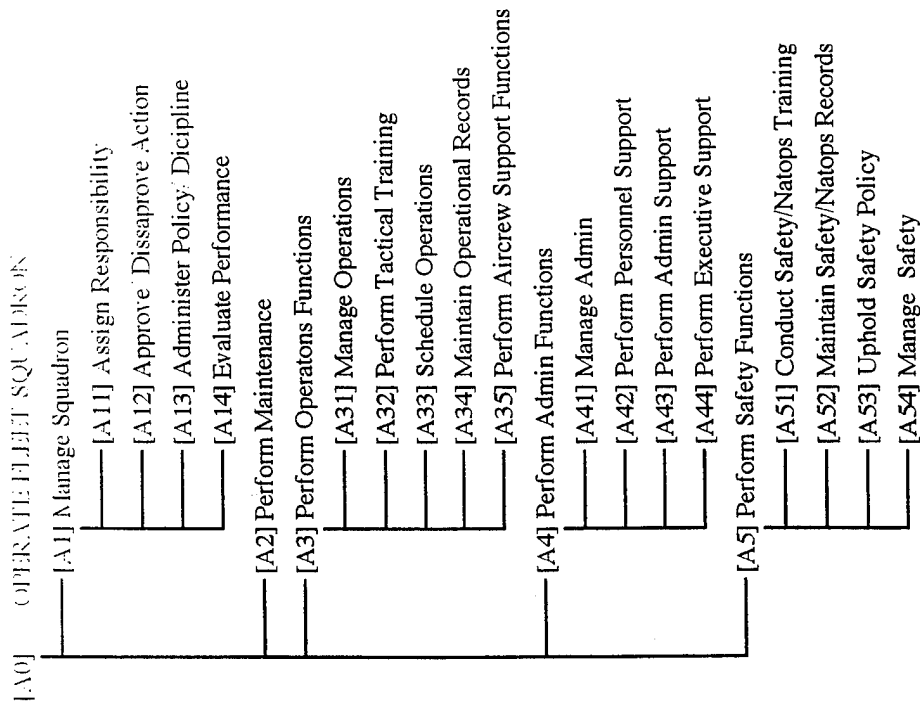 [A0] OPERATE FLEET SQUADRON
[A1] Manage Squadron
[A11] Assign Responsibility
[A12] Approve Dissaprove Action
[A13] Administer Policy/ Dicipline
[A14] Evaluate Performance
[A2] Perform Maintenance
[A3] Perform Operatons Functions
[A31] Manage Operations
[A32] Perform Tactical Training
[A33] Schedule Operations
[A34] Maintain Operational Records
[A35] Perform Aircrew Support Functions
[A4] Perform Admin Functions
[A41] Manage Admin
[A42] Perform Personnel Support
[A43] Perform Admin Support
[A44] Perform Executive Support
[A5] Perform Safety Functions
[A51] Conduct Safety/Natops Training
[A52] Maintain Safety/Natops Records
[A53] Uphold Safety Policy
[A54] Manage Safety